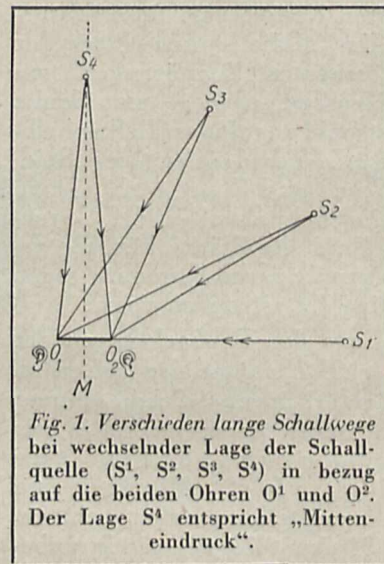 S4
S3
S2
S1
O1 O2
M
Fig. 1. Verschieden lange Schallwege
bei wechselnder Lage der Schall-
quelle (S¹, S², S³, S⁴) in bezug
auf die beiden Ohren O¹ und O².
Der Lage S⁴ entspricht „Mitten-
eindruck“.